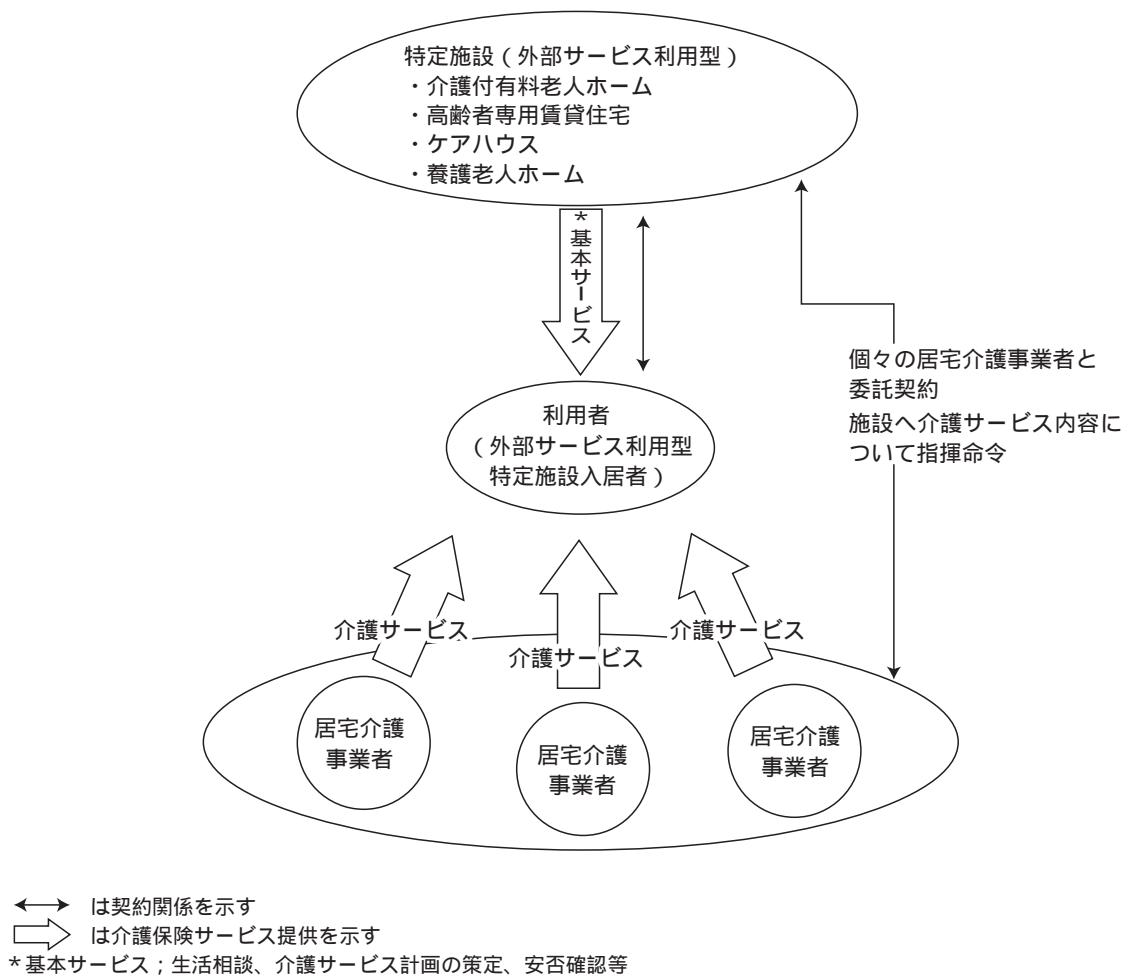 特定施設（外部サービス利用型）
・介護付有料老人ホーム
・高齢者専用賃貸住宅
・ケアハウス
・養護老人ホーム
*基本サービス
個々の居宅介護事業者と
委託契約
施設へ介護サービス内容に
ついて指揮命令
利用者
（外部サービス利用型
特定施設入居者）
介護サービス
介護サービス
介護サービス
居宅介護
事業者
居宅介護
事業者
居宅介護
事業者
は契約関係を示す
は介護保険サービス提供を示す
*基本サービス；生活相談、介護サービス計画の策定、安否確認等